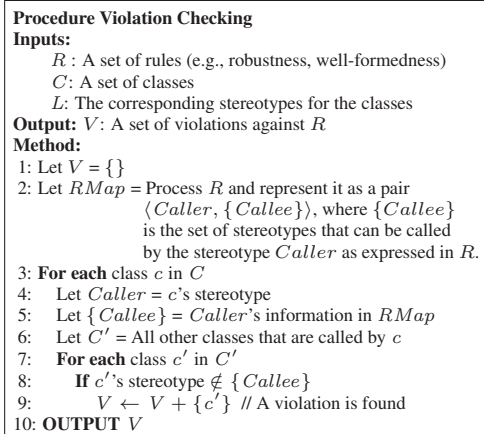 Procedure Violation Checking
Inputs:
R : A set of rules (e.g., robustness, well-formedness)
C: A set of classes
L: The corresponding stereotypes for the classes
Output: V: A set of violations against R
Method:
1: Let V = {}
2: Let RMap = Process R and represent it as a pair
⟨Caller, {Callee}⟩, where {Callee}
is the set of stereotypes that can be called
by the stereotype Caller as expressed in R.
3: For each class c in C
4: Let Caller = c's stereotype
5: Let {Callee} = Caller's information in RMap
6: Let C′ = All other classes that are called by c
7: For each class c′ in C′
8: If c′'s stereotype ∉ {Callee}
9: V ← V + {c′} // A violation is found
10: OUTPUT V